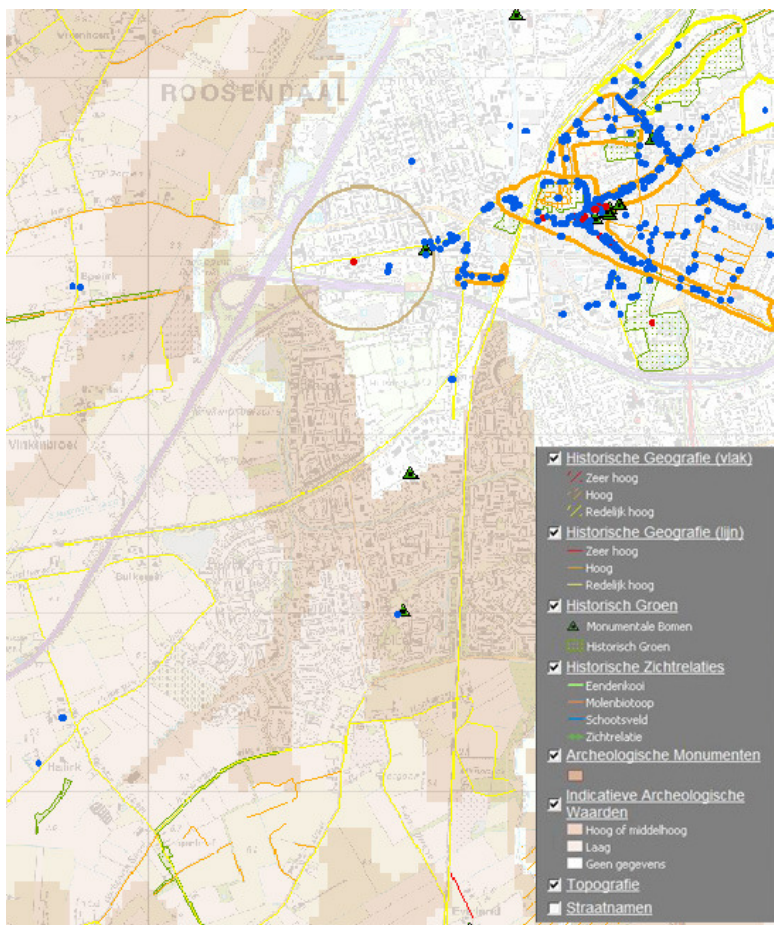 ROOSENDAAL
Vinkenbroek
Historische Geografie (vlak)
Zeer hoog
Hoog
Redelijk hoog
Historische Geografie (lijn)
Zeer hoog
Hoog
Redelijk hoog
Historisch Groen
Monumentale Bomen
Historisch Groen
Historische Zichtrelaties
Eendenkooi
Molenbiotoop
Schootsveld
Zichtrelatie
Archeologische Monumenten
Indicatieve Archeologische
Waarden
Hoog of middelhoog
Laag
Geen gegevens
Topografie
Straatnamen